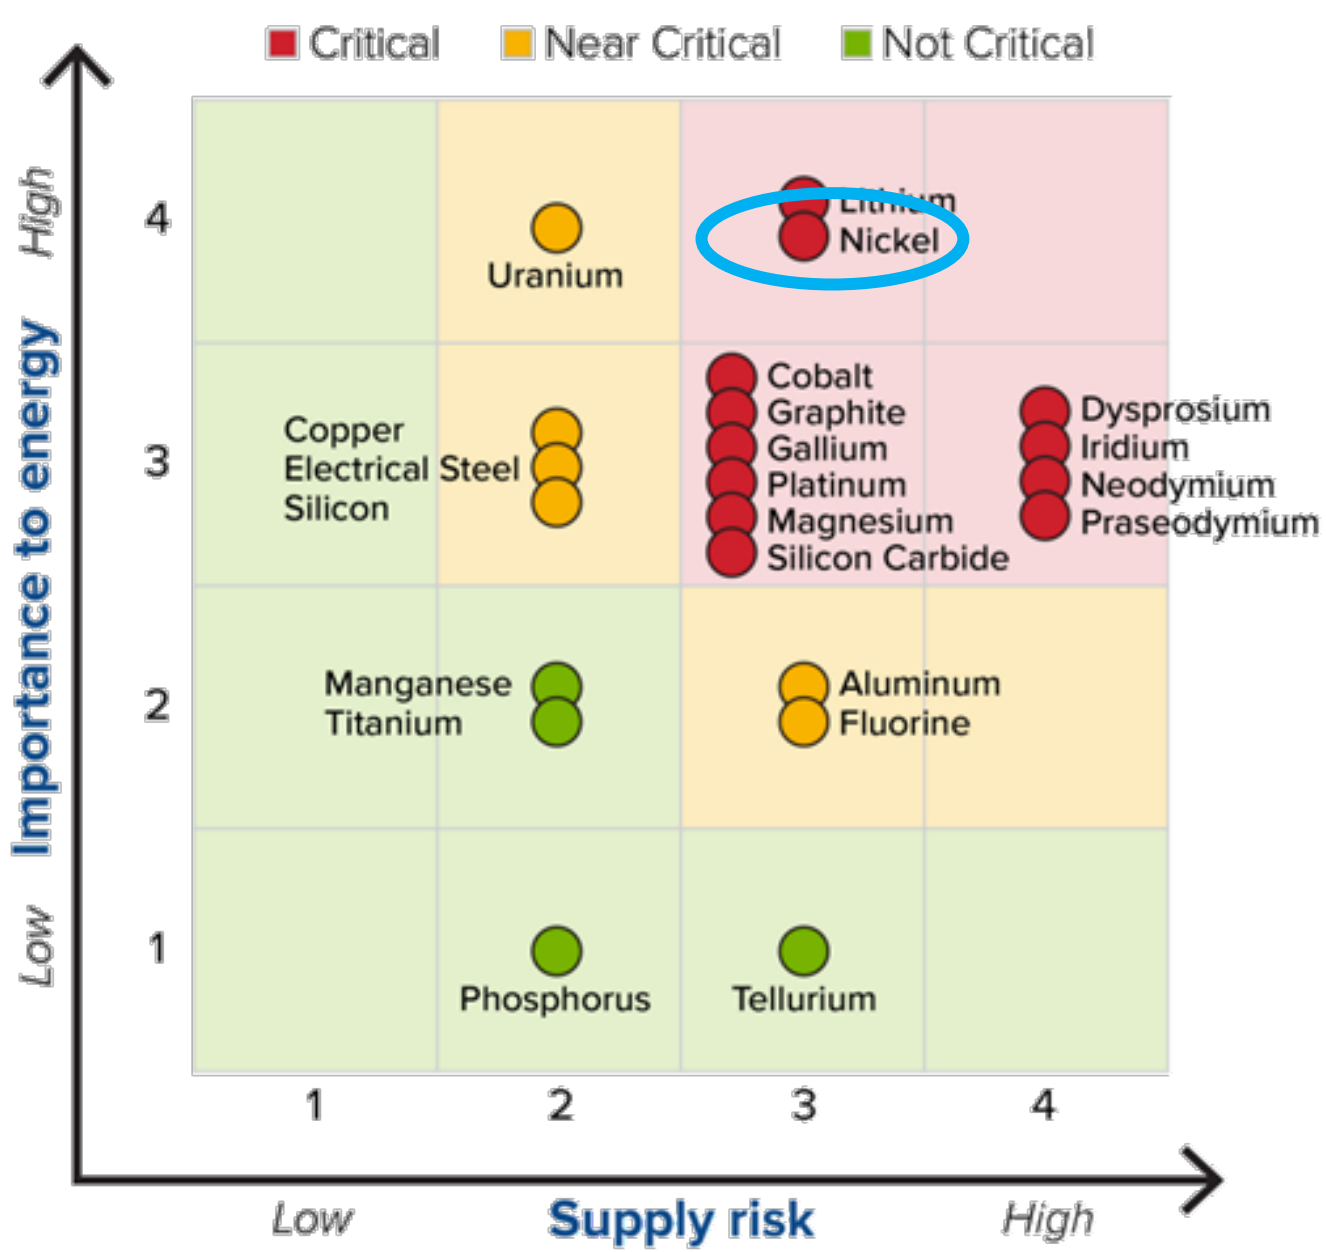 Critical
Near Critical
Not Critical
High
Importance to energy
Low
4
3
2
1
Uranium
Lithium
Nickel
Copper
Electrical Steel
Silicon
Cobalt
Graphite
Gallium
Platinum
Magnesium
Silicon Carbide
Dysprosium
Iridium
Neodymium
Praseodymium
Manganese
Titanium
Aluminum
Fluorine
Phosphorus
Tellurium
1
2
3
4
Low
Supply risk
High